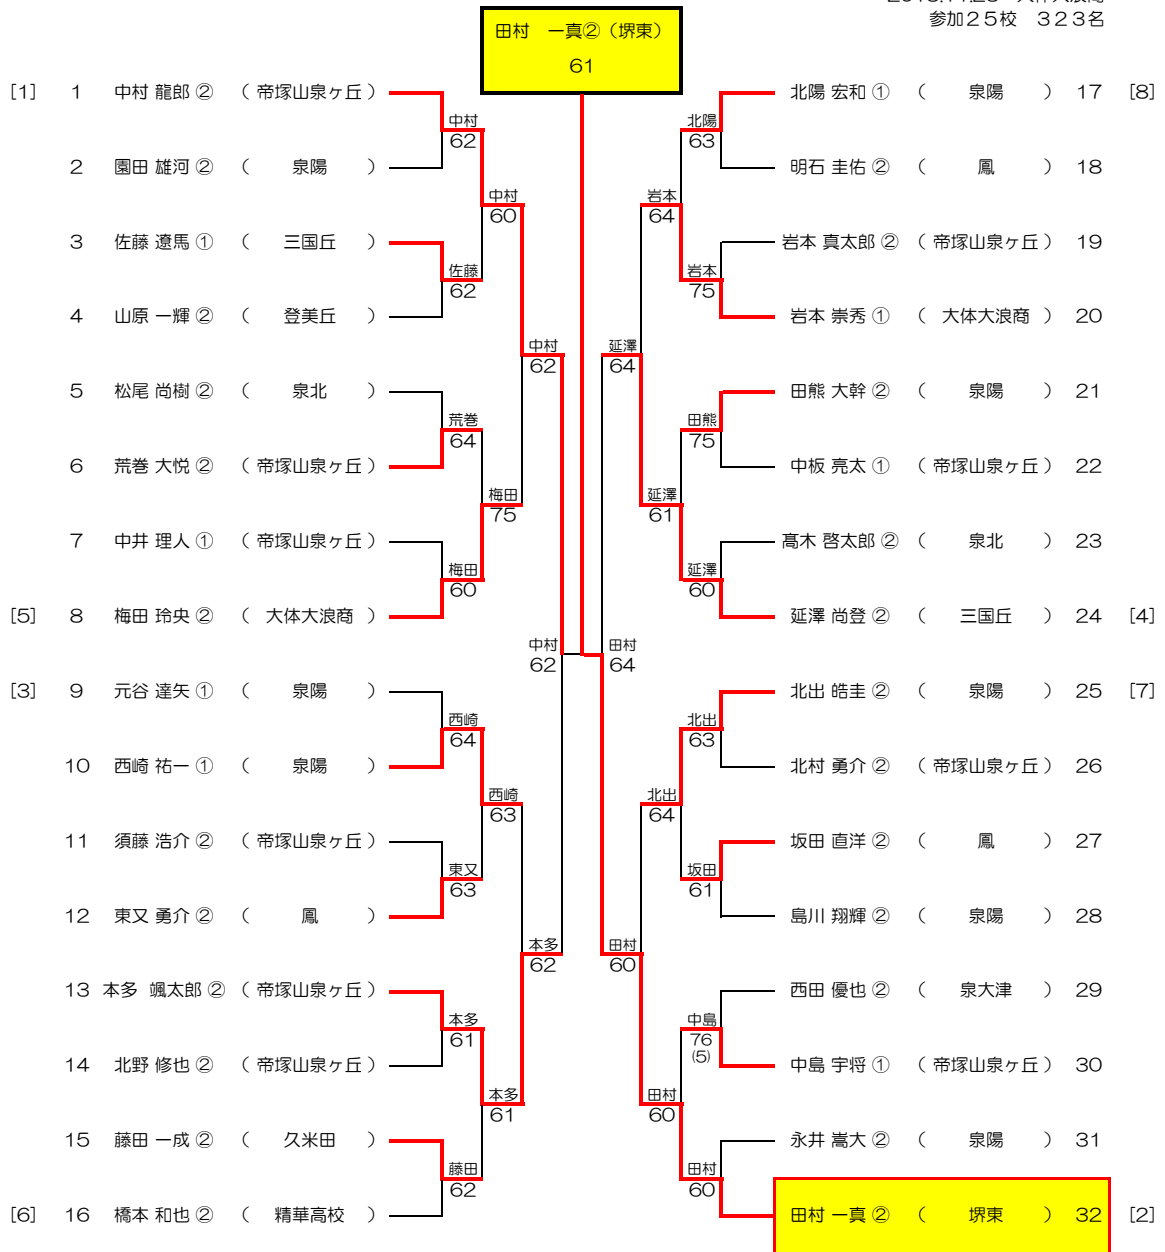 参加25校 323名
田村 一真②（堺東）
61
[1] 1 中村 龍郎 ② （ 帝塚山泉ヶ丘 ）
2 園田 雄河 ② （ 泉陽 ）
3 佐藤 遼馬 ① （ 三国丘 ）
4 山原 一輝 ② （ 登美丘 ）
5 松尾 尚樹 ② （ 泉北 ）
6 荒巻 大悦 ② （ 帝塚山泉ヶ丘 ）
7 中井 理人 ① （ 帝塚山泉ヶ丘 ）
[5] 8 梅田 玲央 ② （ 大体大浪商 ）
[3] 9 元谷 達矢 ① （ 泉陽 ）
10 西崎 祐一 ① （ 泉陽 ）
11 須藤 浩介 ② （ 帝塚山泉ヶ丘 ）
12 東又 勇介 ② （ 鳳 ）
13 本多 颯太郎 ② （ 帝塚山泉ヶ丘 ）
14 北野 修也 ② （ 帝塚山泉ヶ丘 ）
15 藤田 一成 ② （ 久米田 ）
[6] 16 橋本 和也 ② （ 精華高校 ）
中村
62
佐藤
62
荒巻
64
梅田
60
西崎
64
東又
63
本多
61
藤田
62
中村
60
梅田
75
西崎
63
本多
61
中村
62
本多
62
中村
62
田村
64
延澤
64
田村
60
岩本
64
延澤
61
北出
64
田村
60
北陽
63
岩本
75
田熊
75
延澤
60
北出
63
坂田
61
中島
76
(5)
田村
60
北陽 宏和 ① （ 泉陽 ） 17 [8]
明石 圭佑 ② （ 鳳 ） 18
岩本 真太郎 ② （ 帝塚山泉ヶ丘 ） 19
岩本 崇秀 ① （ 大体大浪商 ） 20
田熊 大幹 ② （ 泉陽 ） 21
中板 亮太 ① （ 帝塚山泉ヶ丘 ） 22
髙木 啓太郎 ② （ 泉北 ） 23
延澤 尚登 ② （ 三国丘 ） 24 [4]
北出 皓圭 ② （ 泉陽 ） 25 [7]
北村 勇介 ② （ 帝塚山泉ヶ丘 ） 26
坂田 直洋 ② （ 鳳 ） 27
島川 翔輝 ② （ 泉陽 ） 28
西田 優也 ② （ 泉大津 ） 29
中島 宇将 ① （ 帝塚山泉ヶ丘 ） 30
永井 嵩大 ② （ 泉陽 ） 31
田村 一真 ② （ 堺東 ） 32 [2]